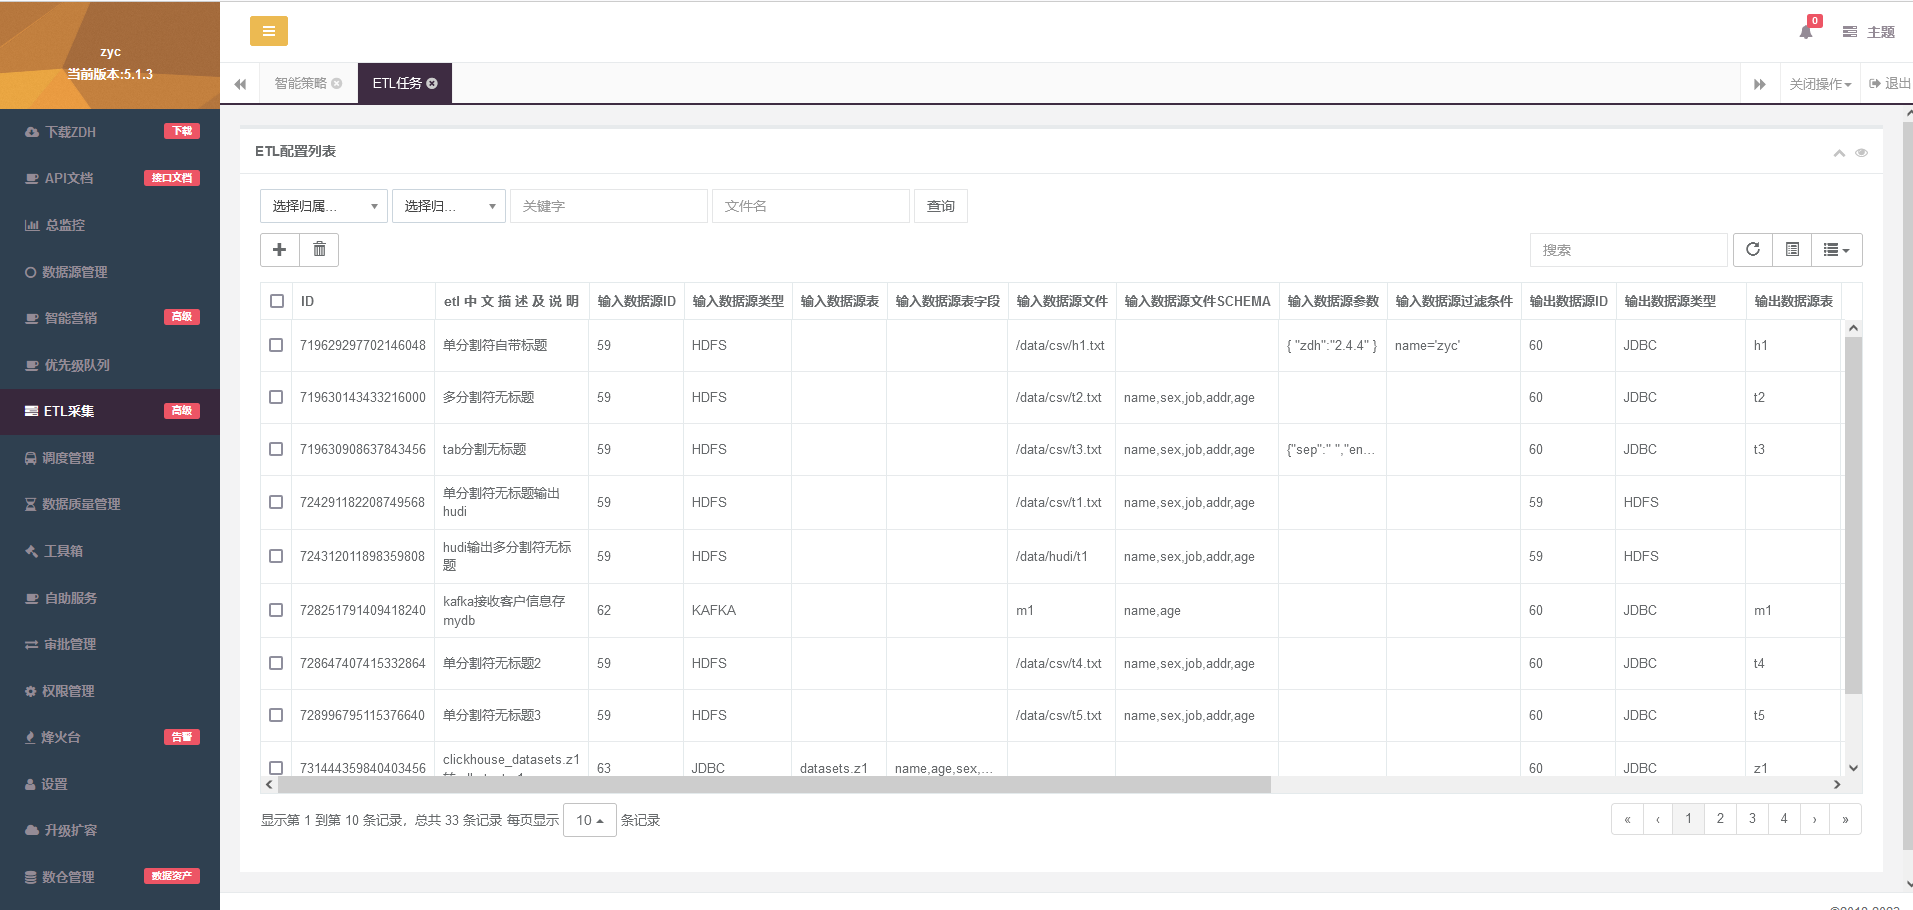 zyc
当前版本:5.1.3
下载ZDH 下载
API文档 接口文档
总监控
数据源管理
智能营销 高级
优先级队列
ETL采集 高级
调度管理
数据质量管理
工具箱
自助服务
审批管理
权限管理
烽火台 告警
设置
升级扩容
数仓管理 数据资产
0 主题
智能策略 ETL任务 关闭操作 退出
ETL配置列表
选择归属... 选择归... 关键字 文件名 查询
搜索
ID etl中文描述及说明 输入数据源ID 输入数据源类型 输入数据源表 输入数据源表字段 输入数据源文件 输入数据源文件SCHEMA 输入数据源参数 输入数据源过滤条件 输出数据源ID 输出数据源类型 输出数据源表
719629297702146048 单分割符自带标题 59 HDFS /data/csv/h1.txt { "zdh":"2.4.4" } name='zyc' 60 JDBC h1
719630143433216000 多分割符无标题 59 HDFS /data/csv/t2.txt name,sex,job,addr,age 60 JDBC t2
719630908637843456 tab分割无标题 59 HDFS /data/csv/t3.txt name,sex,job,addr,age {"sep":" ","en... 60 JDBC t3
724291182208749568 单分割符无标题输出
hudi 59 HDFS /data/csv/t1.txt name,sex,job,addr,age 59 HDFS
724312011898359808 hudi输出多分割符无标
题 59 HDFS /data/hudi/t1 name,sex,job,addr,age 59 HDFS
728251791409418240 kafka接收客户信息存
mydb 62 KAFKA m1 name,age 60 JDBC m1
728647407415332864 单分割符无标题2 59 HDFS /data/csv/t4.txt name,sex,job,addr,age 60 JDBC t4
728996795115376640 单分割符无标题3 59 HDFS /data/csv/t5.txt name,sex,job,addr,age 60 JDBC t5
731444359840403456 clickhouse_datasets.z1
63 JDBC datasets.z1 name,age,sex,... 60 JDBC z1
显示第 1 到第 10 条记录，总共 33 条记录 每页显示 10 条记录
« ‹ 1 2 3 4 › »